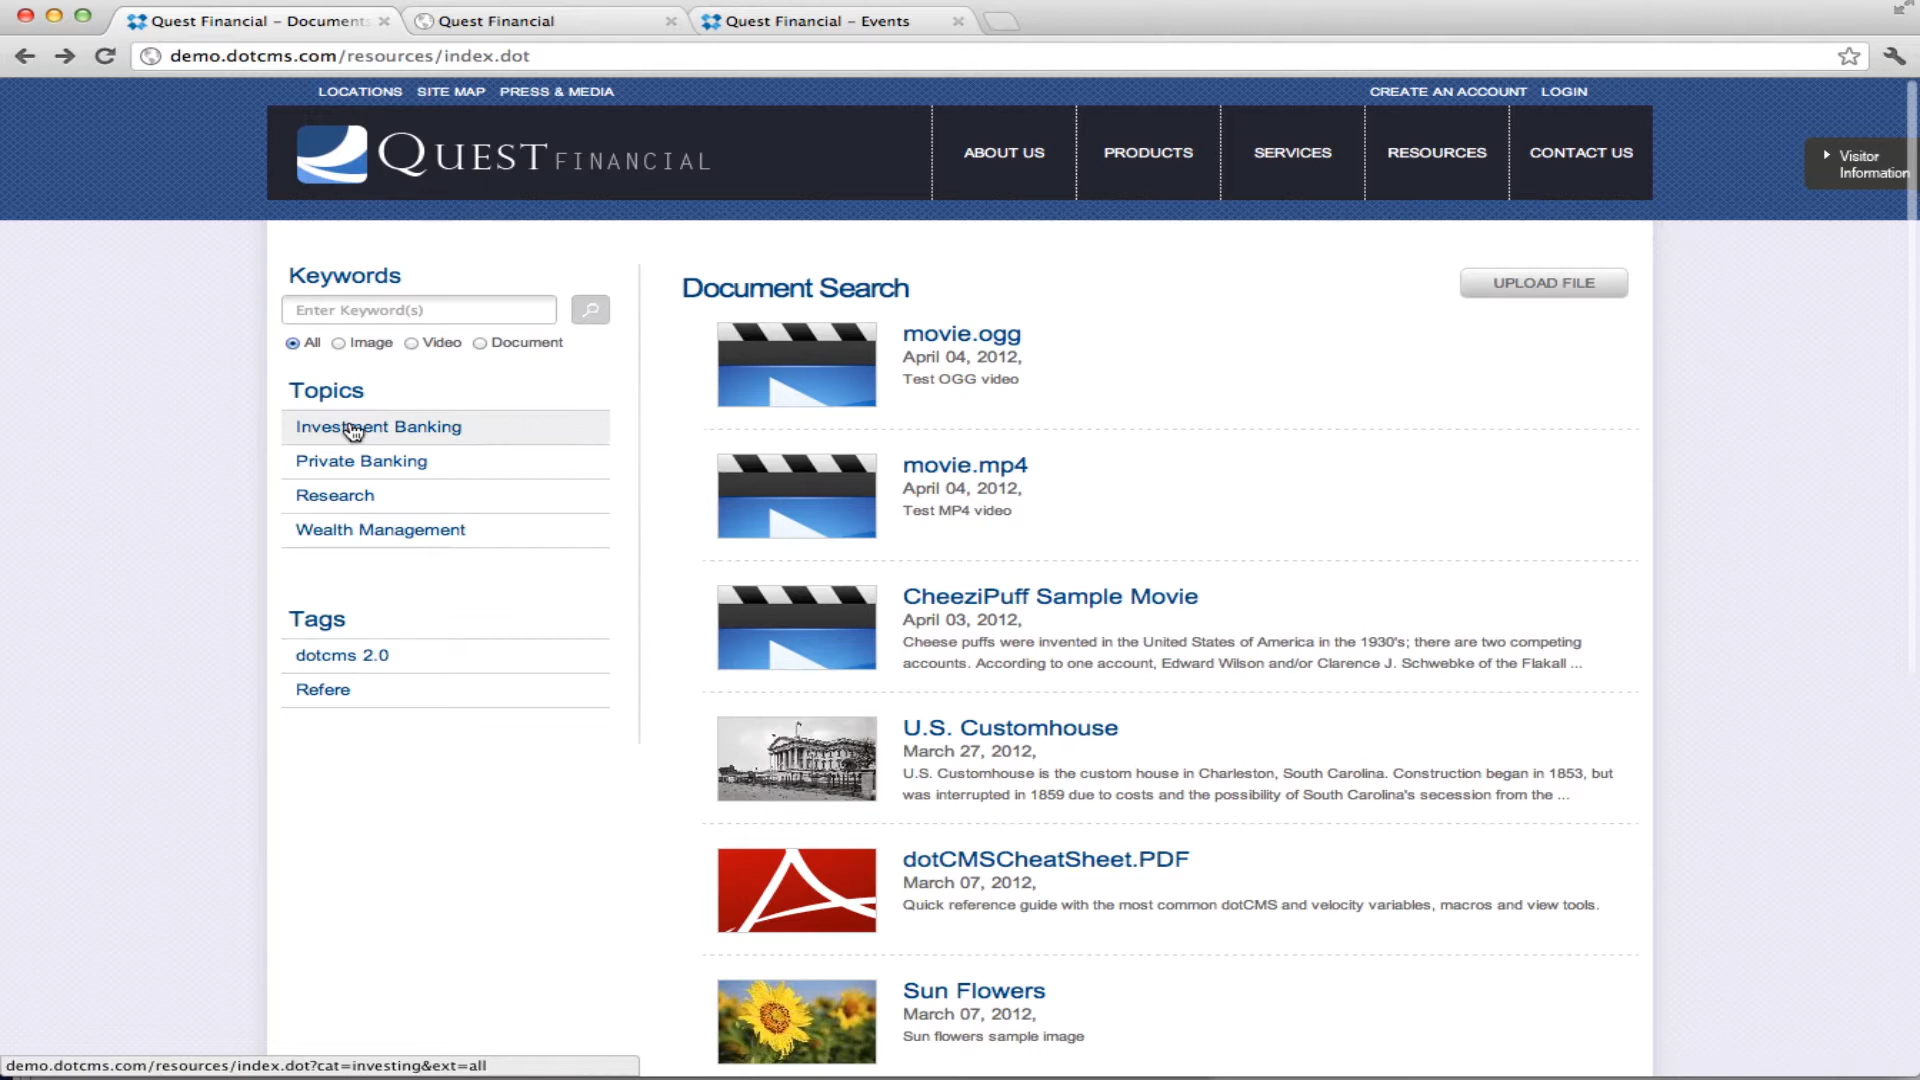 Quest Financial – Documents
Quest Financial
Quest Financial – Events
demo.dotcms.com/resources/index.dot
LOCATIONS SITE MAP PRESS & MEDIA
CREATE AN ACCOUNT LOGIN
QUEST FINANCIAL
ABOUT US
PRODUCTS
SERVICES
RESOURCES
CONTACT US
Visitor
Information
Keywords
Enter Keyword(s)
All Image Video Document
Topics
Investment Banking
Private Banking
Research
Wealth Management
Tags
dotcms 2.0
Refere
Document Search
UPLOAD FILE
movie.ogg
April 04, 2012,
Test OGG video
movie.mp4
April 04, 2012,
Test MP4 video
CheeziPuff Sample Movie
April 03, 2012,
Cheese puffs were invented in the United States of America in the 1930's; there are two competing
accounts. According to one account, Edward Wilson and/or Clarence J. Schwebke of the Flakall ...
U.S. Customhouse
March 27, 2012,
U.S. Customhouse is the custom house in Charleston, South Carolina. Construction began in 1853, but
was interrupted in 1859 due to costs and the possibility of South Carolina's secession from the ...
dotCMSCheatSheet.PDF
March 07, 2012,
Quick reference guide with the most common dotCMS and velocity variables, macros and view tools.
Sun Flowers
March 07, 2012,
Sun flowers sample image
demo.dotcms.com/resources/index.dot?cat=investing&ext=all